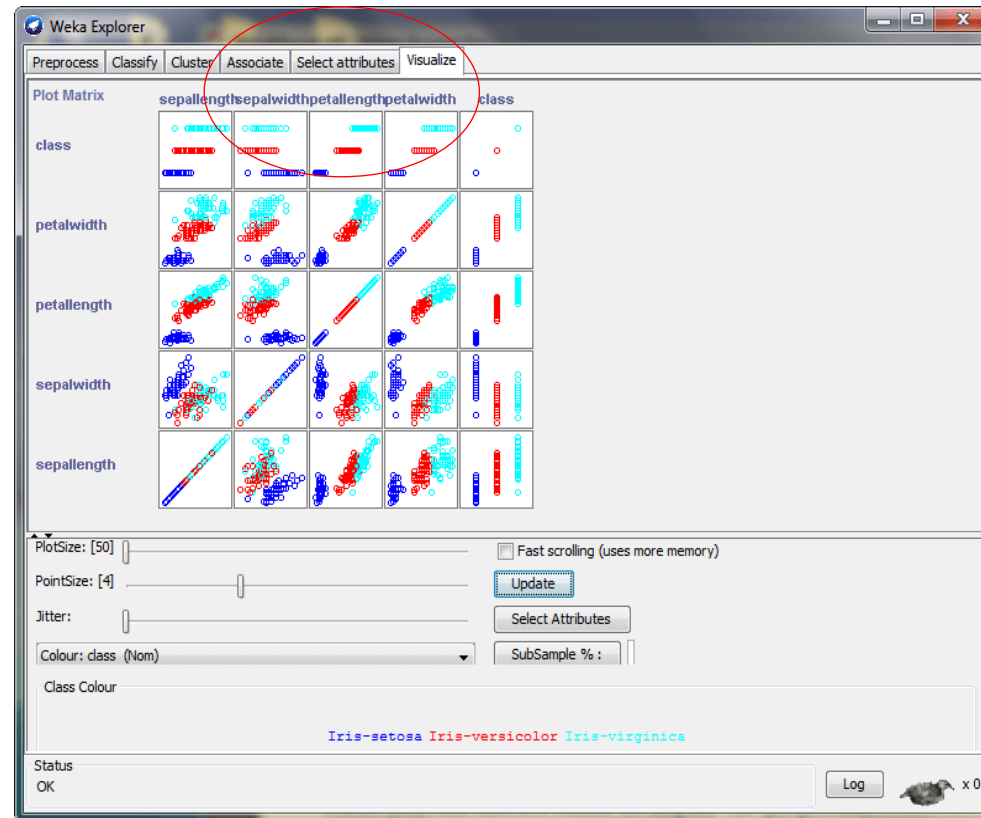 Weka Explorer
Preprocess Classify Cluster Associate Select attributes Visualize
Plot Matrix sepallength sepalwidth petallength petalwidth class
class
petalwidth
petallength
sepalwidth
sepallength
PlotSize: [50]
Fast scrolling (uses more memory)
PointSize: [4]
Update
Jitter:
Select Attributes
Colour: class (Nom)
SubSample % :
Class Colour
Iris-setosa Iris-versicolor Iris-virginica
Status
OK
Log
x 0